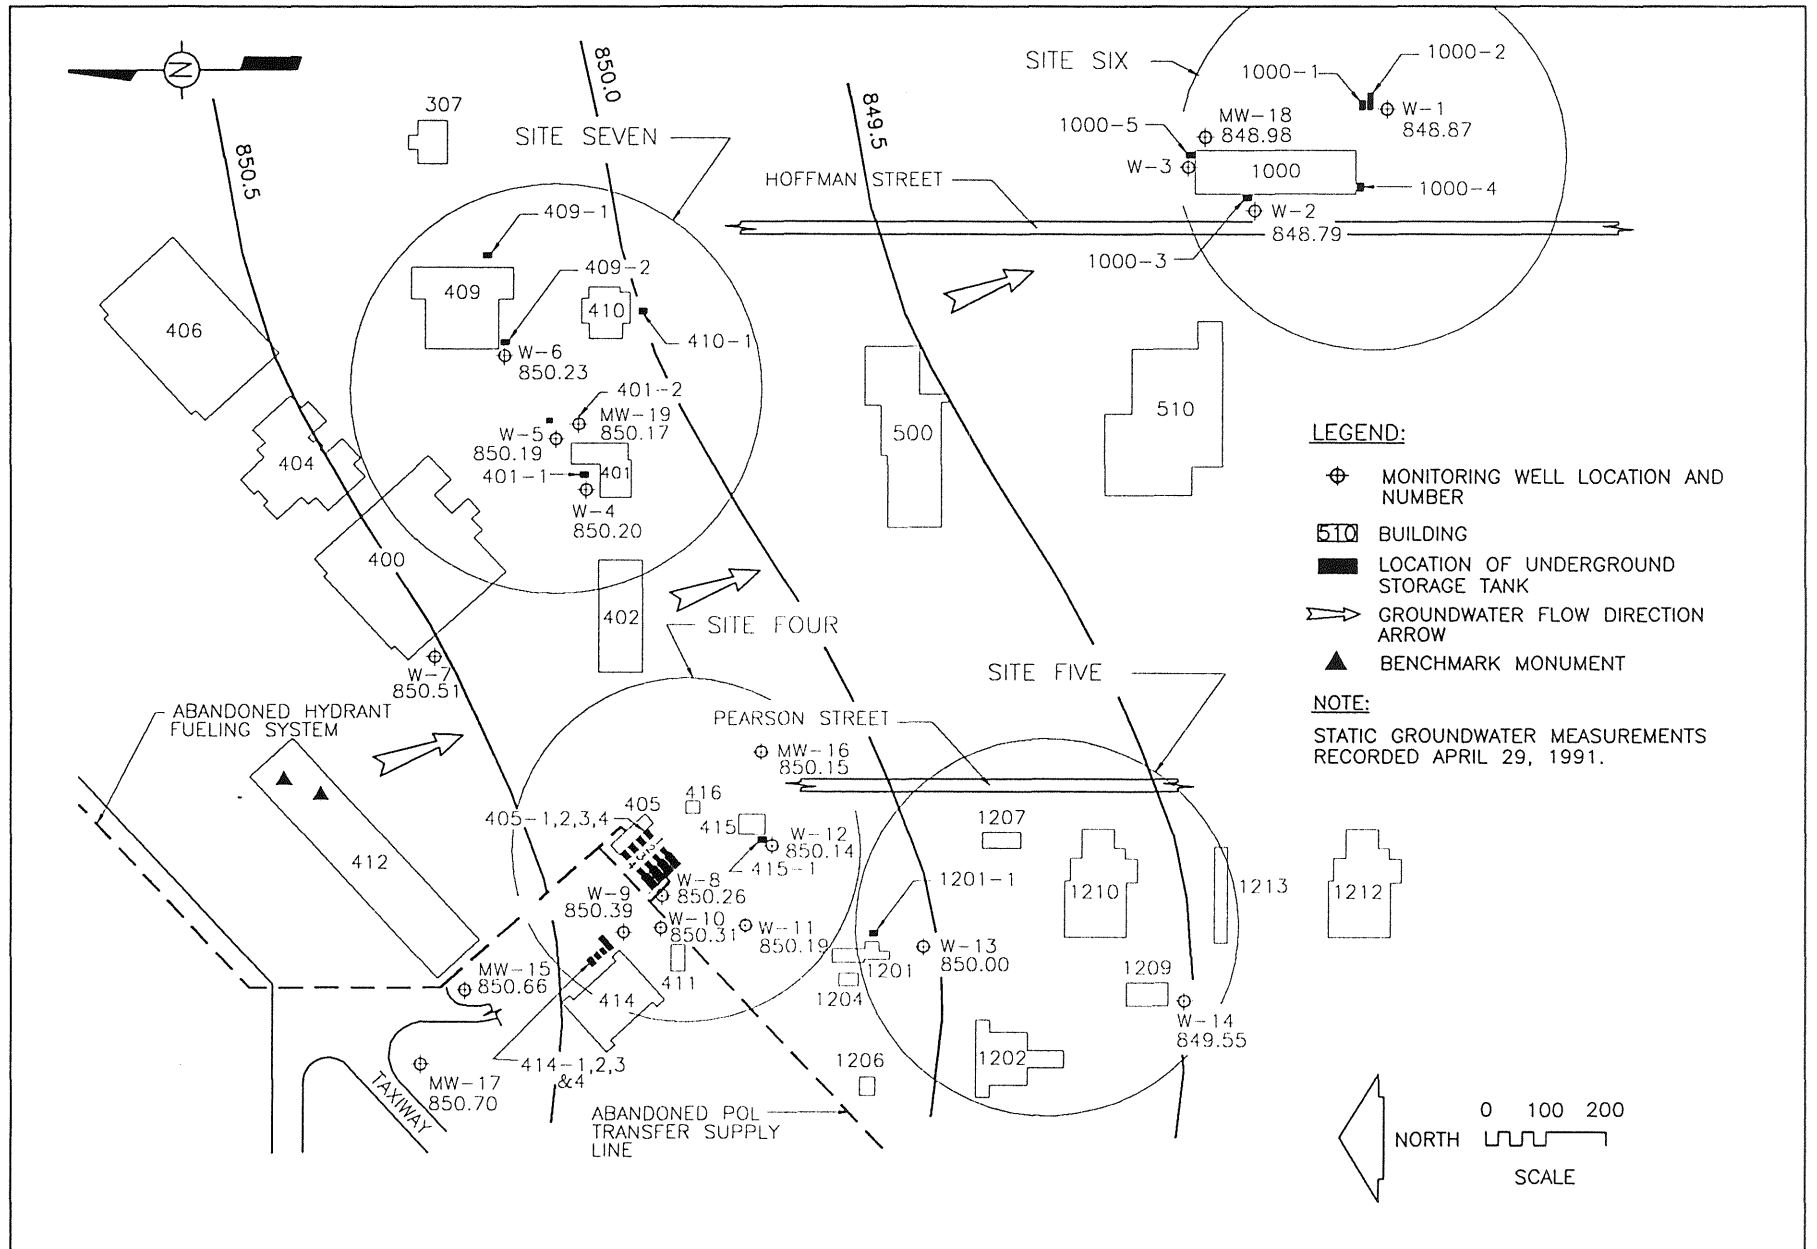 N
850.5
307
850.0
SITE SEVEN
849.5
SITE SIX
1000-1
1000-2
W-1
848.87
MW-18
848.98
1000-5
W-3
1000
1000-4
W-2
848.79
1000-3
HOFFMAN STREET
409-1
409-2
409
410
410-1
406
W-6
850.23
401-2
MW-19
850.17
W-5
850.19
401-1
401
W-4
850.20
404
400
402
500
510
LEGEND:
MONITORING WELL LOCATION AND
NUMBER
510 BUILDING
LOCATION OF UNDERGROUND
STORAGE TANK
GROUNDWATER FLOW DIRECTION
ARROW
BENCHMARK MONUMENT
NOTE:
STATIC GROUNDWATER MEASUREMENTS
RECORDED APRIL 29, 1991.
W-7
850.51
SITE FOUR
SITE FIVE
ABANDONED HYDRANT
FUELING SYSTEM
PEARSON STREET
MW-16
850.15
416
405
405-1,2,3,4
415
W-12
850.14
415-1
1207
412
1
2
3
4
W-8
850.26
W-9
850.39
W-10
850.31
W-11
850.19
1201-1
1210
1213
1212
W-13
850.00
1201
1204
1209
MW-15
850.66
414
411
W-14
849.55
1206
1202
414-1,2,3
&4
MW-17
850.70
TAXIWAY
ABANDONED POL
TRANSFER SUPPLY
LINE
NORTH
0 100 200
SCALE